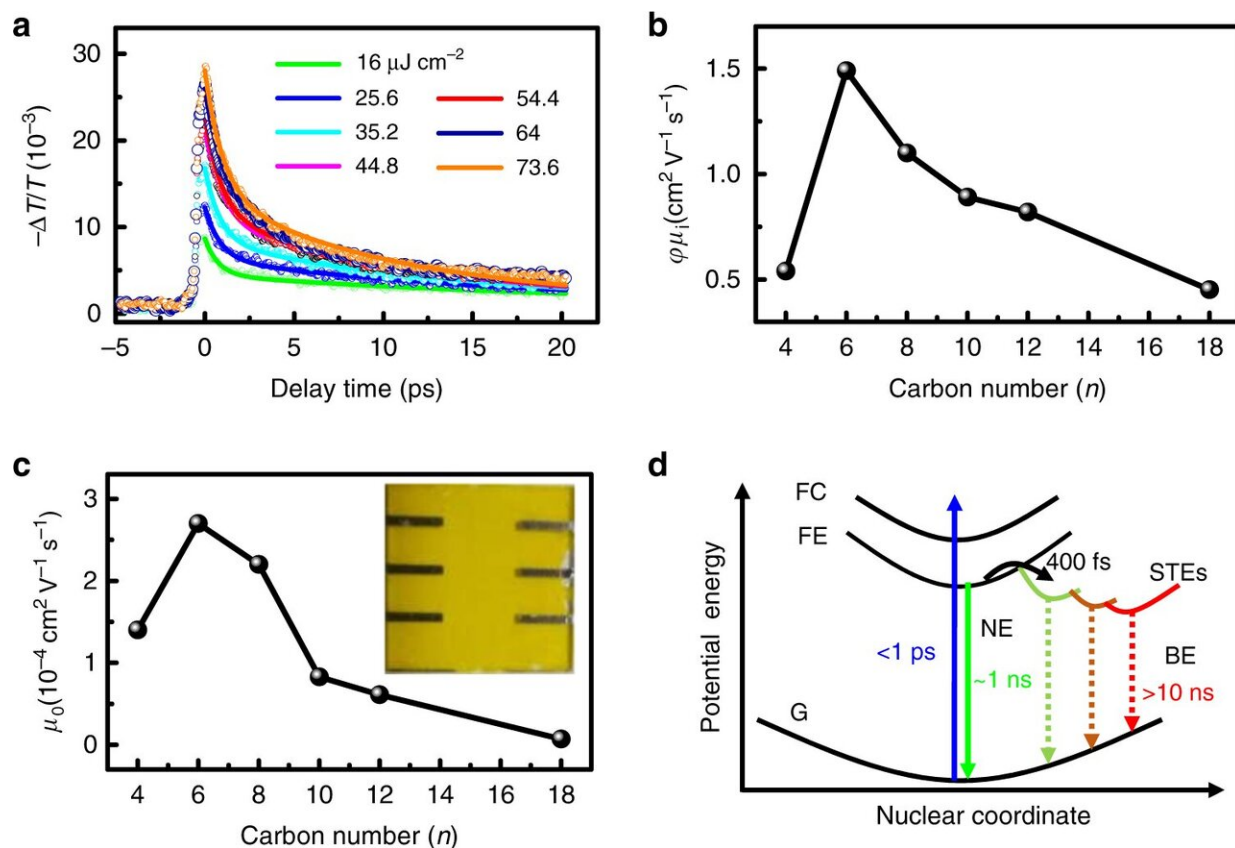 a
−ΔT/T (10⁻³)
30
20
10
0
−5 0 5 10 15 20
Delay time (ps)
16 μJ cm⁻²
25.6
35.2
44.8
54.4
64
73.6
b
φμᵢ(cm² V⁻¹ s⁻¹)
1.5
1.0
0.5
4 6 8 10 12 14 16 18
Carbon number (n)
c
μ₀(10⁻⁴ cm² V⁻¹ s⁻¹)
3
2
1
0
4 6 8 10 12 14 16 18
Carbon number (n)
d
Potential energy
FC
FE
400 fs
STEs
NE
<1 ps
~1 ns
BE
>10 ns
G
Nuclear coordinate